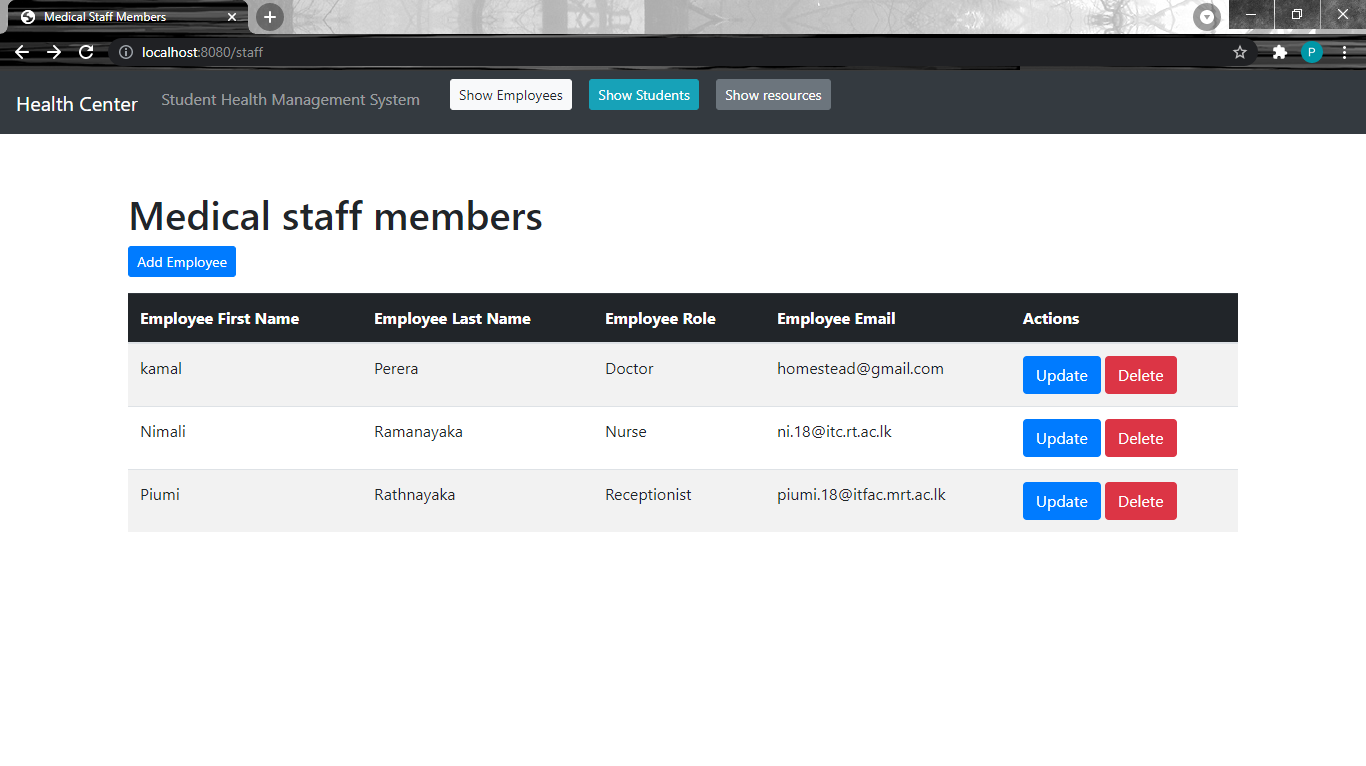 Medical Staff Members
localhost:8080/staff
P
Health Center Student Health Management System Show Employees Show Students Show resources
Medical staff members
Add Employee
Employee First Name Employee Last Name Employee Role Employee Email Actions
kamal Perera Doctor homestead@gmail.com Update Delete
Nimali Ramanayaka Nurse ni.18@itc.rt.ac.lk Update Delete
Piumi Rathnayaka Receptionist piumi.18@itfac.mrt.ac.lk Update Delete